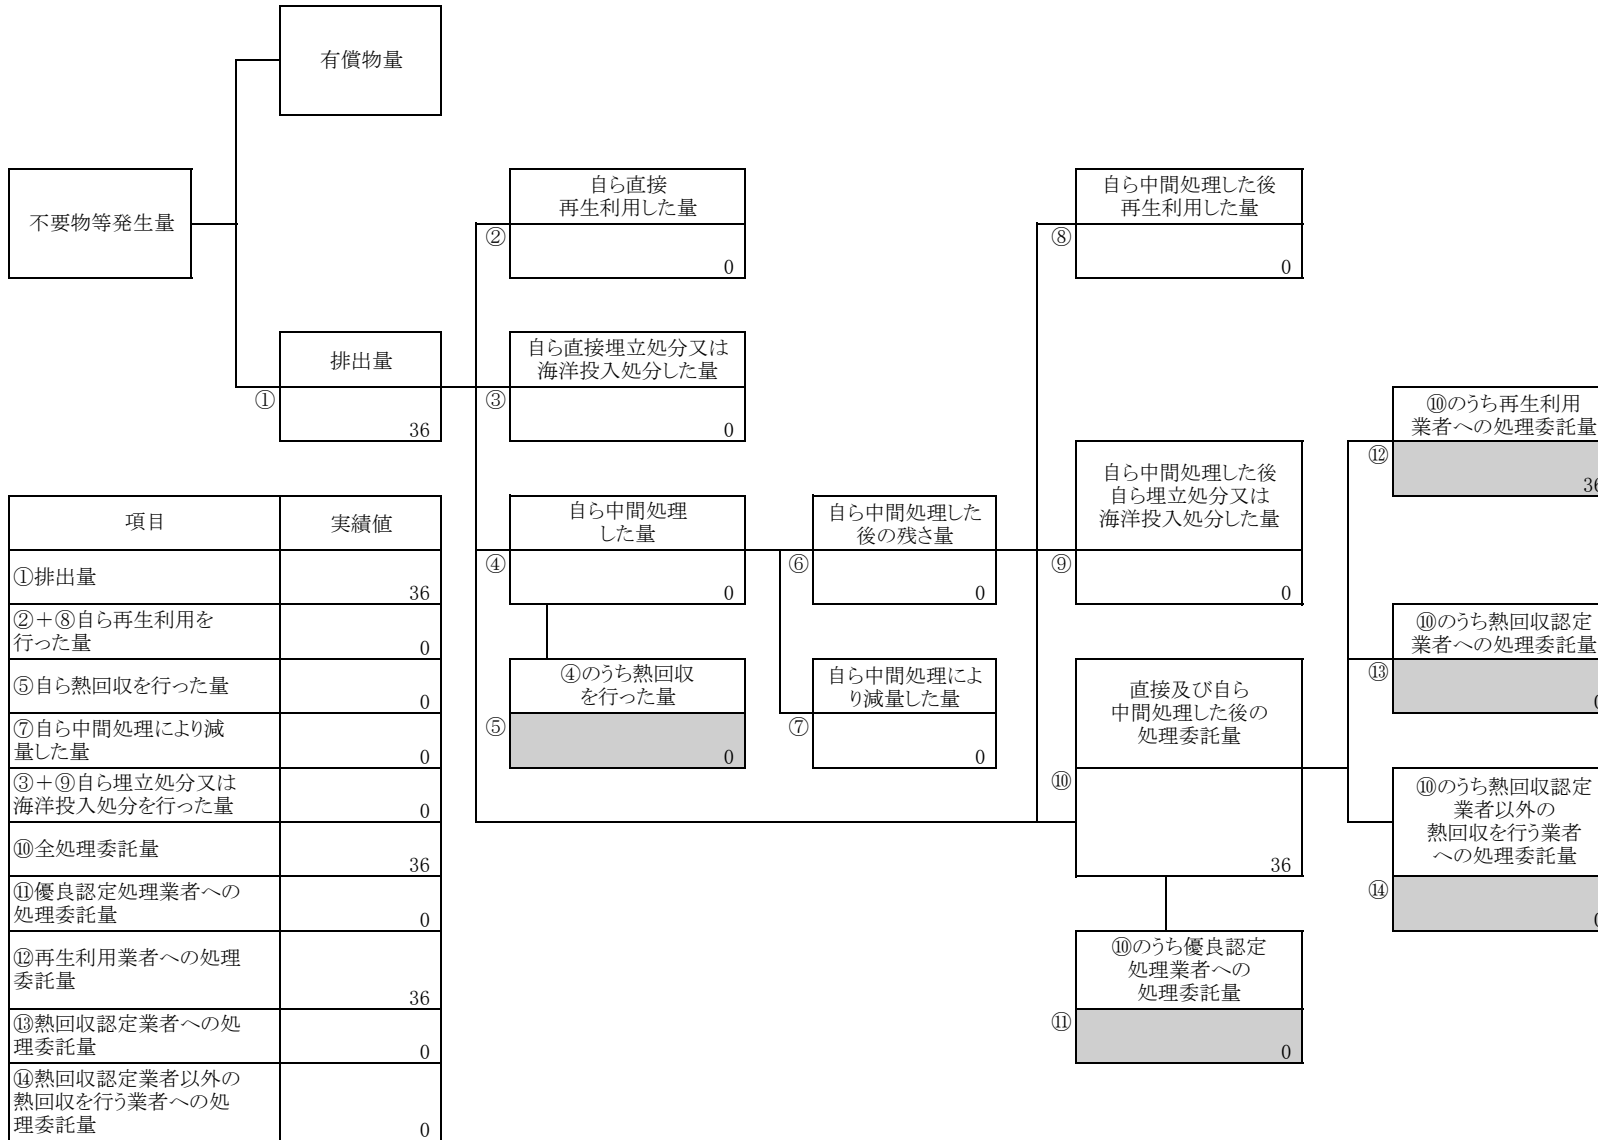 有償物量
不要物等発生量
自ら直接
再生利用した量
②
0
自ら中間処理した後
再生利用した量
⑧
0
排出量
①
36
自ら直接埋立処分又は
海洋投入処分した量
③
0
⑩のうち再生利用
業者への処理委託量
⑫
36
自ら中間処理した後
自ら埋立処分又は
海洋投入処分した量
⑨
0
自ら中間処理
した量
④
0
自ら中間処理した
後の残さ量
⑥
0
⑩のうち熱回収認定
業者への処理委託量
⑬
0
④のうち熱回収
を行った量
⑤
0
自ら中間処理によ
り減量した量
⑦
0
直接及び自ら
中間処理した後の
処理委託量
⑩
36
⑩のうち熱回収認定
業者以外の
熱回収を行う業者
への処理委託量
⑭
0
⑩のうち優良認定
処理業者への
処理委託量
⑪
0
項目 実績値
①排出量
36
②+⑧自ら再生利用を
行った量
0
⑤自ら熱回収を行った量
0
⑦自ら中間処理により減
量した量
0
③+⑨自ら埋立処分又は
海洋投入処分を行った量
0
⑩全処理委託量
36
⑪優良認定処理業者への
処理委託量
0
⑫再生利用業者への処理
委託量
36
⑬熱回収認定業者への処
理委託量
0
⑭熱回収認定業者以外の
熱回収を行う業者への処
理委託量
0